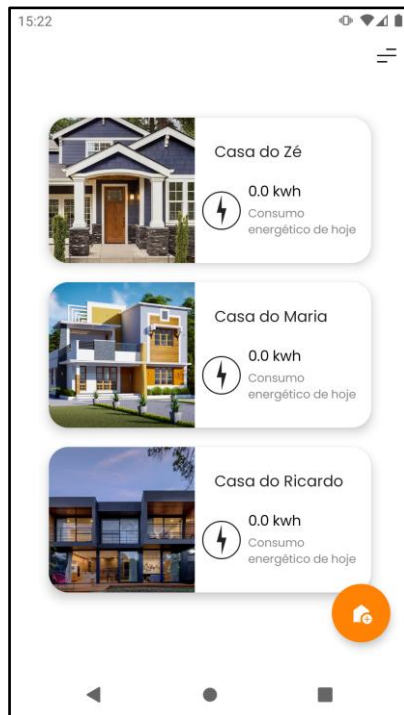 15:22
Casa do Zé
0.0 kwh
Consumo
energético de hoje
Casa do Maria
0.0 kwh
Consumo
energético de hoje
Casa do Ricardo
0.0 kwh
Consumo
energético de hoje